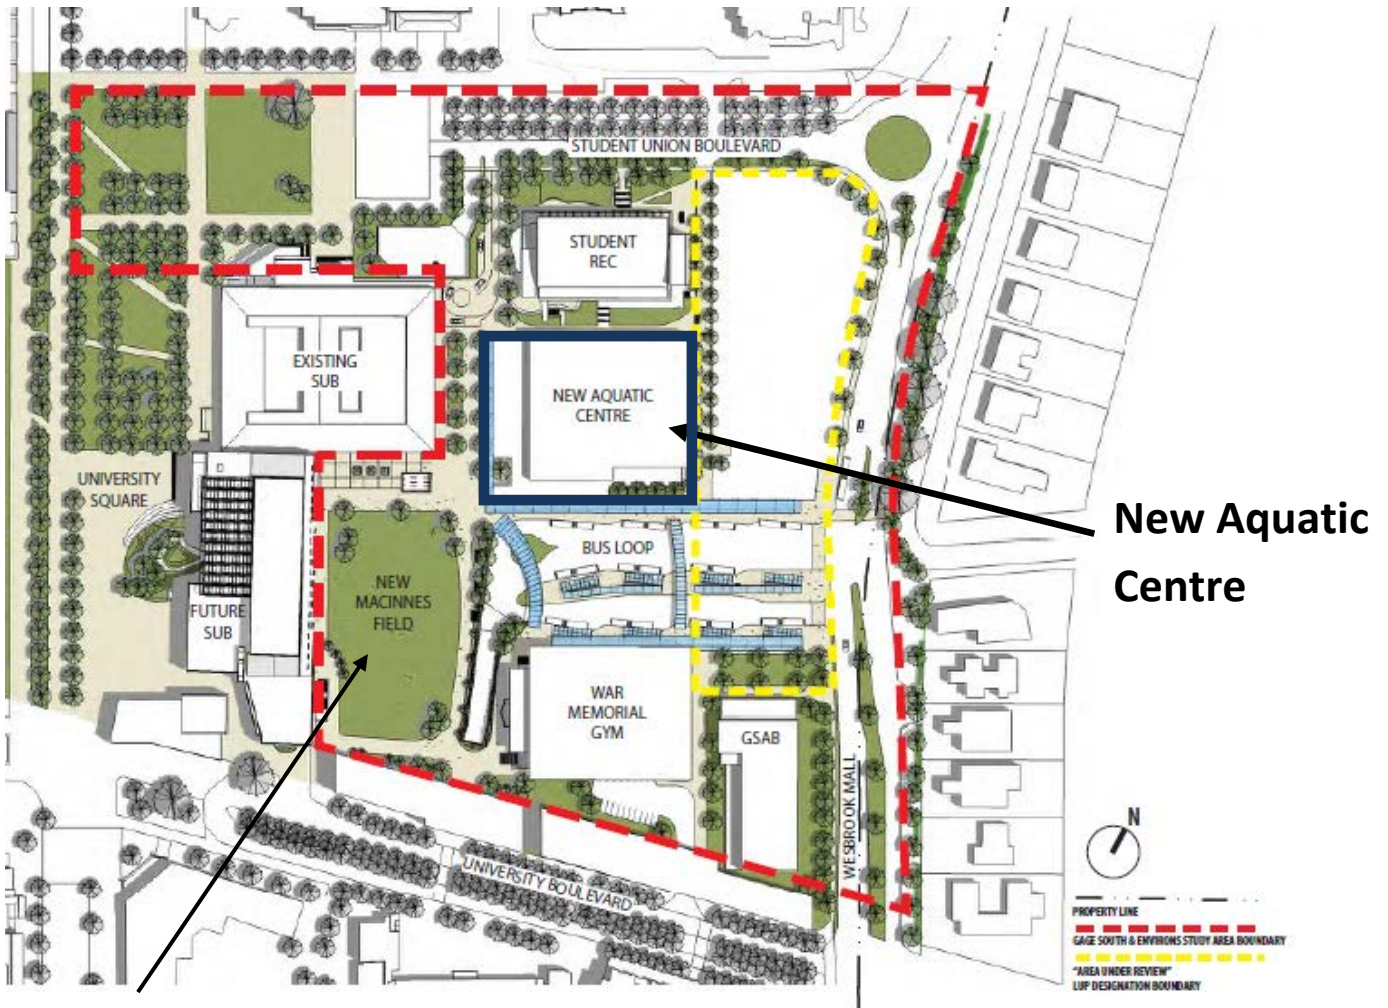 STUDENT UNION BOULEVARD
STUDENT
REC
EXISTING
SUB
NEW AQUATIC
CENTRE
UNIVERSITY
SQUARE
New Aquatic
Centre
BUS LOOP
NEW
MACINNES
FIELD
FUTURE
SUB
WAR
MEMORIAL
GYM
GSAB
WESBROOK MALL
UNIVERSITY BOULEVARD
N
PROPERTY LINE
GAGE SOUTH & ENVIRONS STUDY AREA BOUNDARY
"AREA UNDER REVIEW"
LUP DESIGNATION BOUNDARY